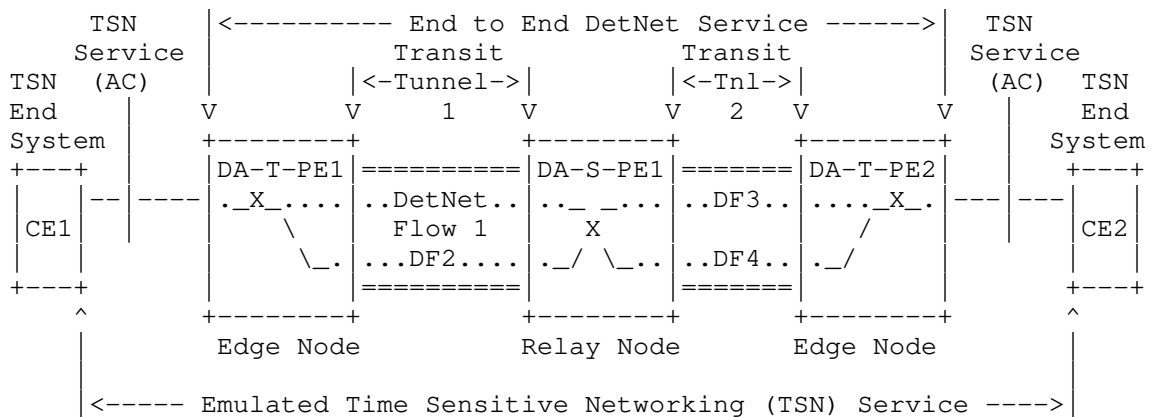 TSN |<---------- End to End DetNet Service ------>| TSN
Service | Transit Transit | Service
TSN (AC) | |<-Tunnel->| |<-Tnl->| | (AC) TSN
End | V V 1 V V 2 V V | End
System | +--------+ +--------+ +--------+ | System
+---+ | |DA-T-PE1|==========|DA-S-PE1|=======|DA-T-PE2| | +---+
| |--|----|._X_....|..DetNet..|.._ _...|..DF3..|...._X_.|---|---| |
|CE1| | | \ | Flow 1 | X | | / | | |CE2|
| | | \_.|...DF2....|._/ \_..|..DF4..|._/ | | |
+---+ | |==========| |=======| | +---+
^ +--------+ +--------+ +--------+ ^
| Edge Node Relay Node Edge Node |
| |
|<----- Emulated Time Sensitive Networking (TSN) Service ---->|